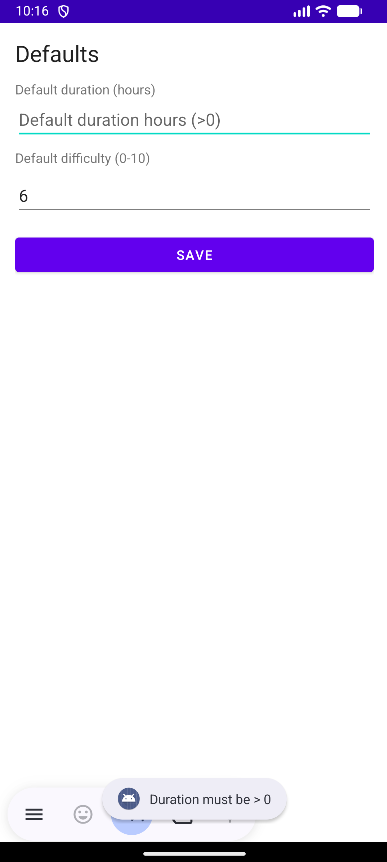 10:16
Defaults
Default duration (hours)
Default duration hours (>0)
Default difficulty (0-10)
6
SAVE
Duration must be > 0